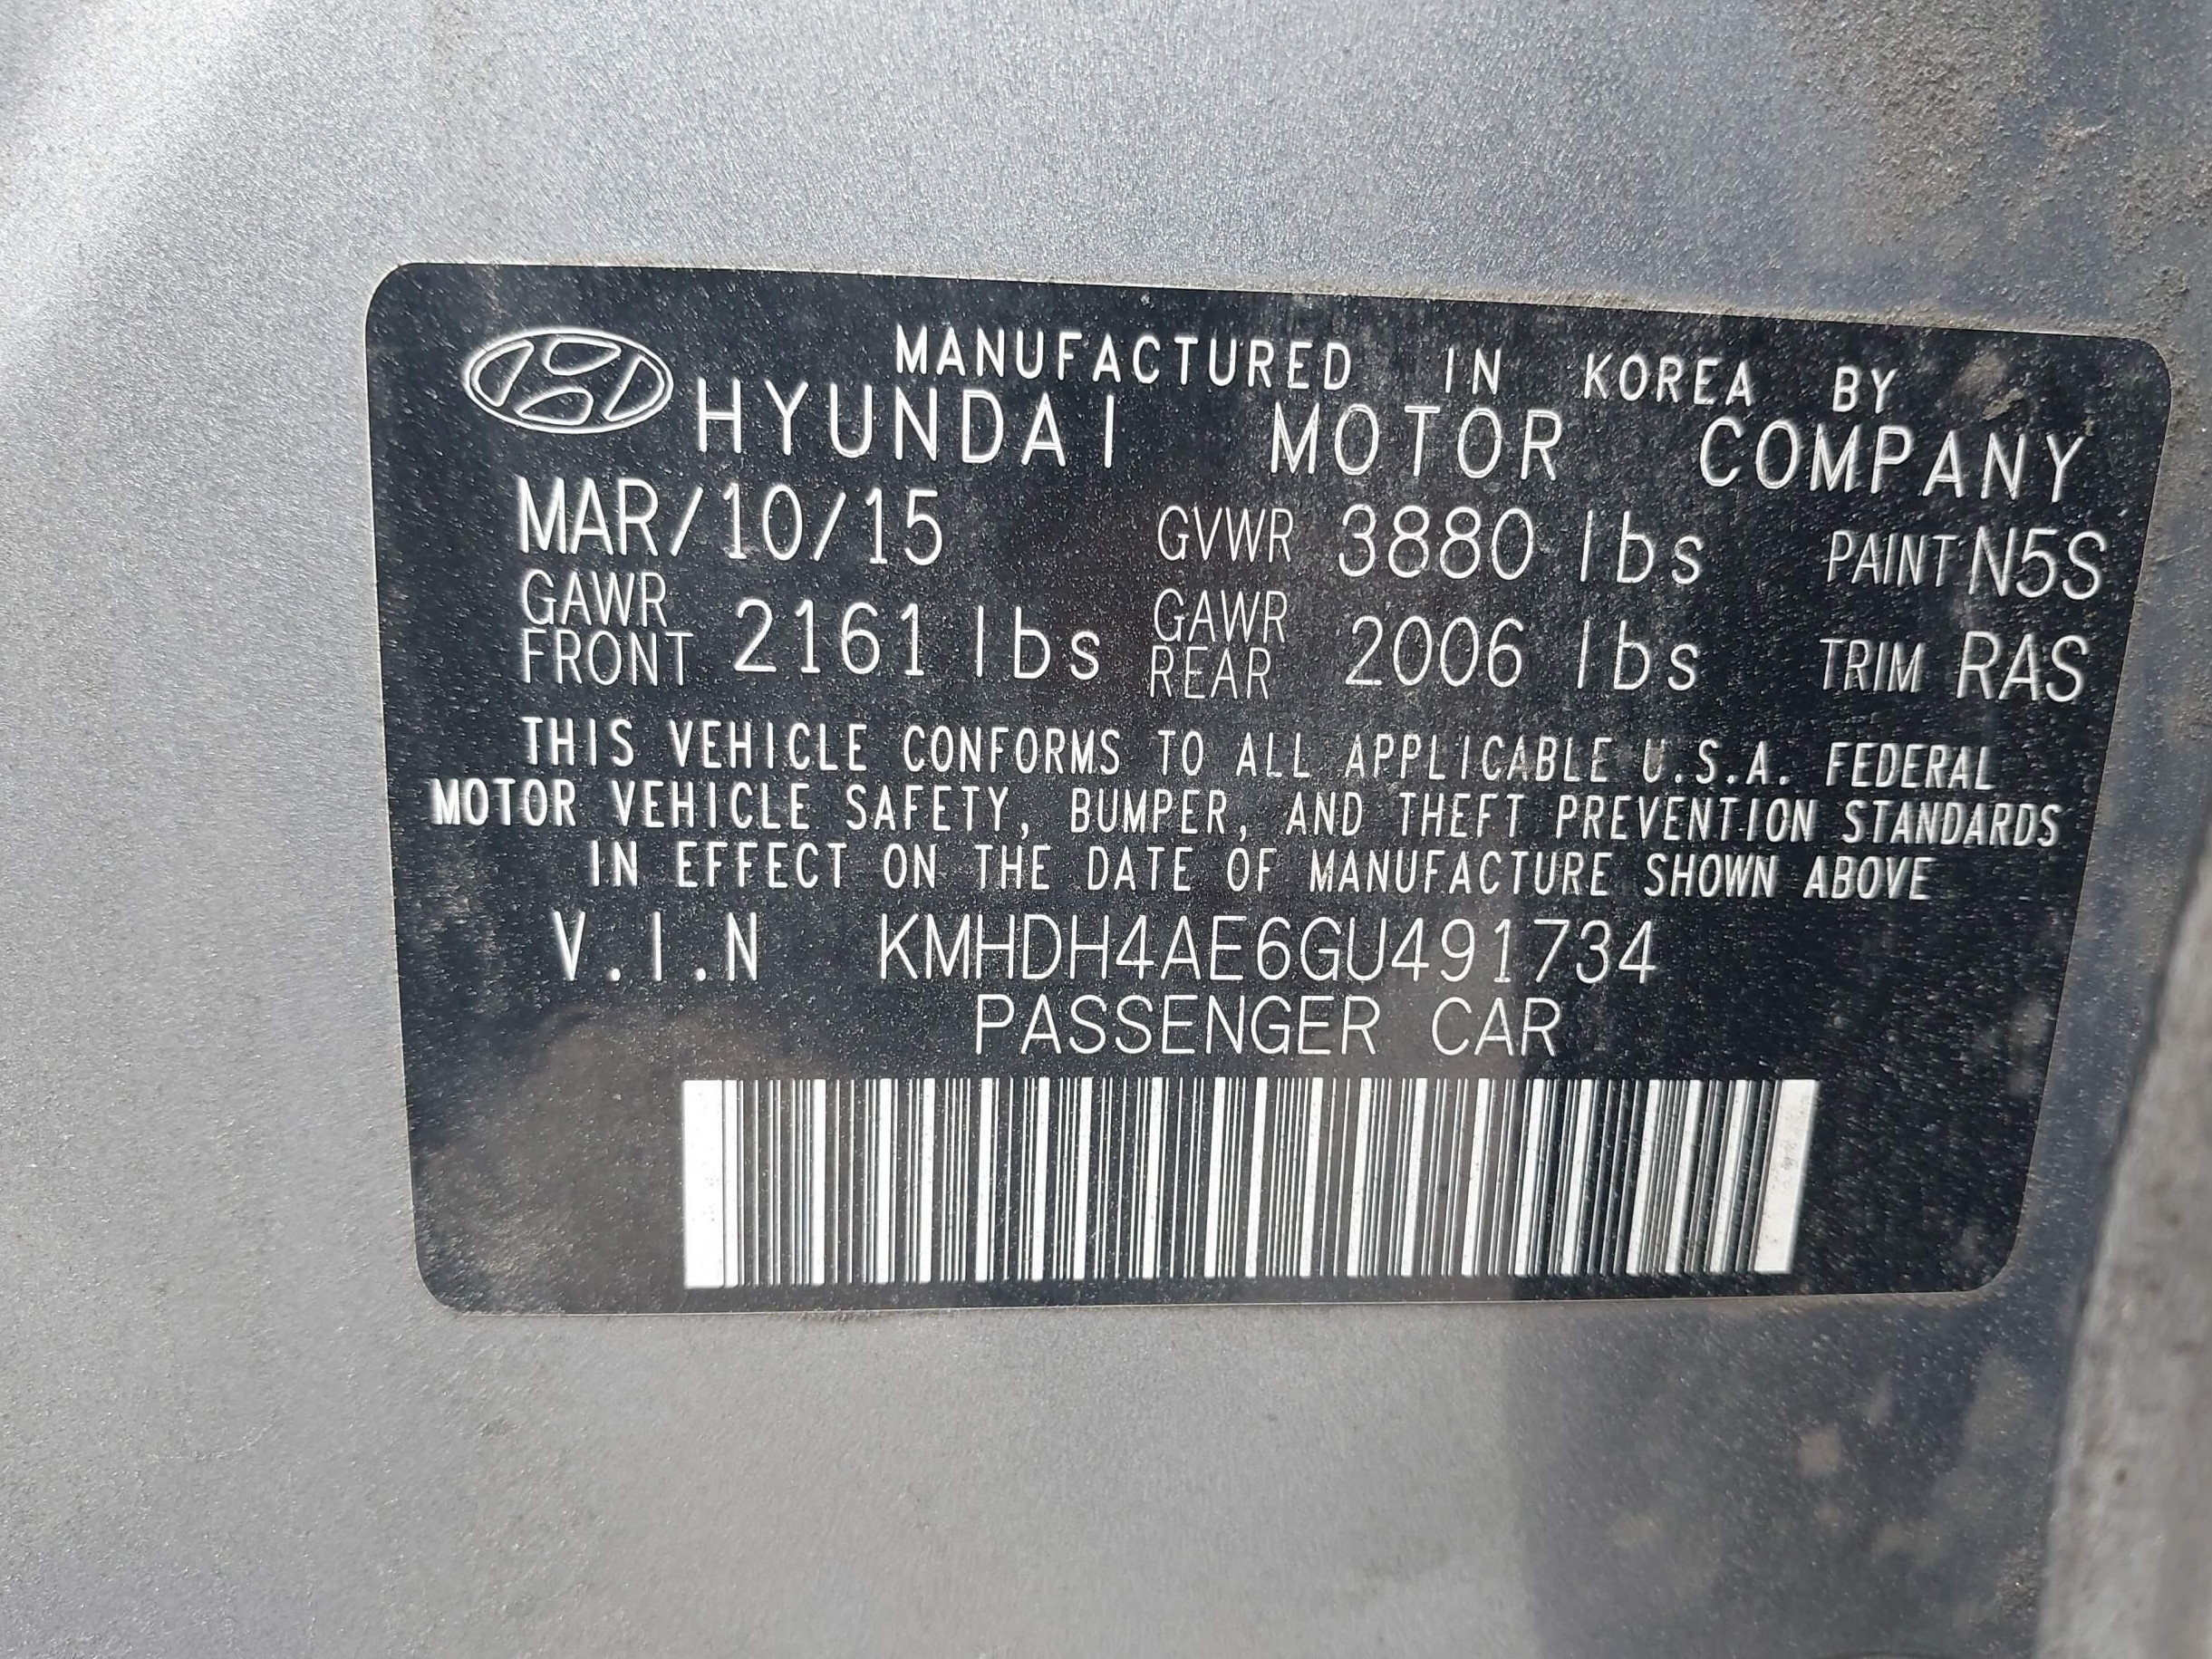 MANUFACTURED IN KOREA BY
HYUNDAI MOTOR COMPANY
MAR/10/15 GVWR 3880 lbs PAINT N5S
GAWR FRONT 2161 lbs GAWR REAR 2006 lbs TRIM RAS
THIS VEHICLE CONFORMS TO ALL APPLICABLE U.S.A. FEDERAL
MOTOR VEHICLE SAFETY, BUMPER, AND THEFT PREVENTION STANDARDS
IN EFFECT ON THE DATE OF MANUFACTURE SHOWN ABOVE
V.I.N KMHDH4AE6GU491734
PASSENGER CAR